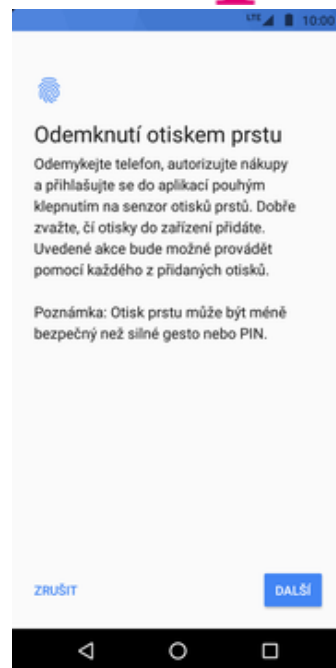 LTE 10:00
Odemknutí otiskem prstu
Odemykejte telefon, autorizujte nákupy
a přihlašujte se do aplikací pouhým
klepnutím na senzor otisků prstů. Dobře
zvažte, čí otisky do zařízení přidáte.
Uvedené akce bude možné provádět
pomocí každého z přidaných otisků.
Poznámka: Otisk prstu může být méně
bezpečný než silné gesto nebo PIN.
ZRUŠIT DALŠÍ